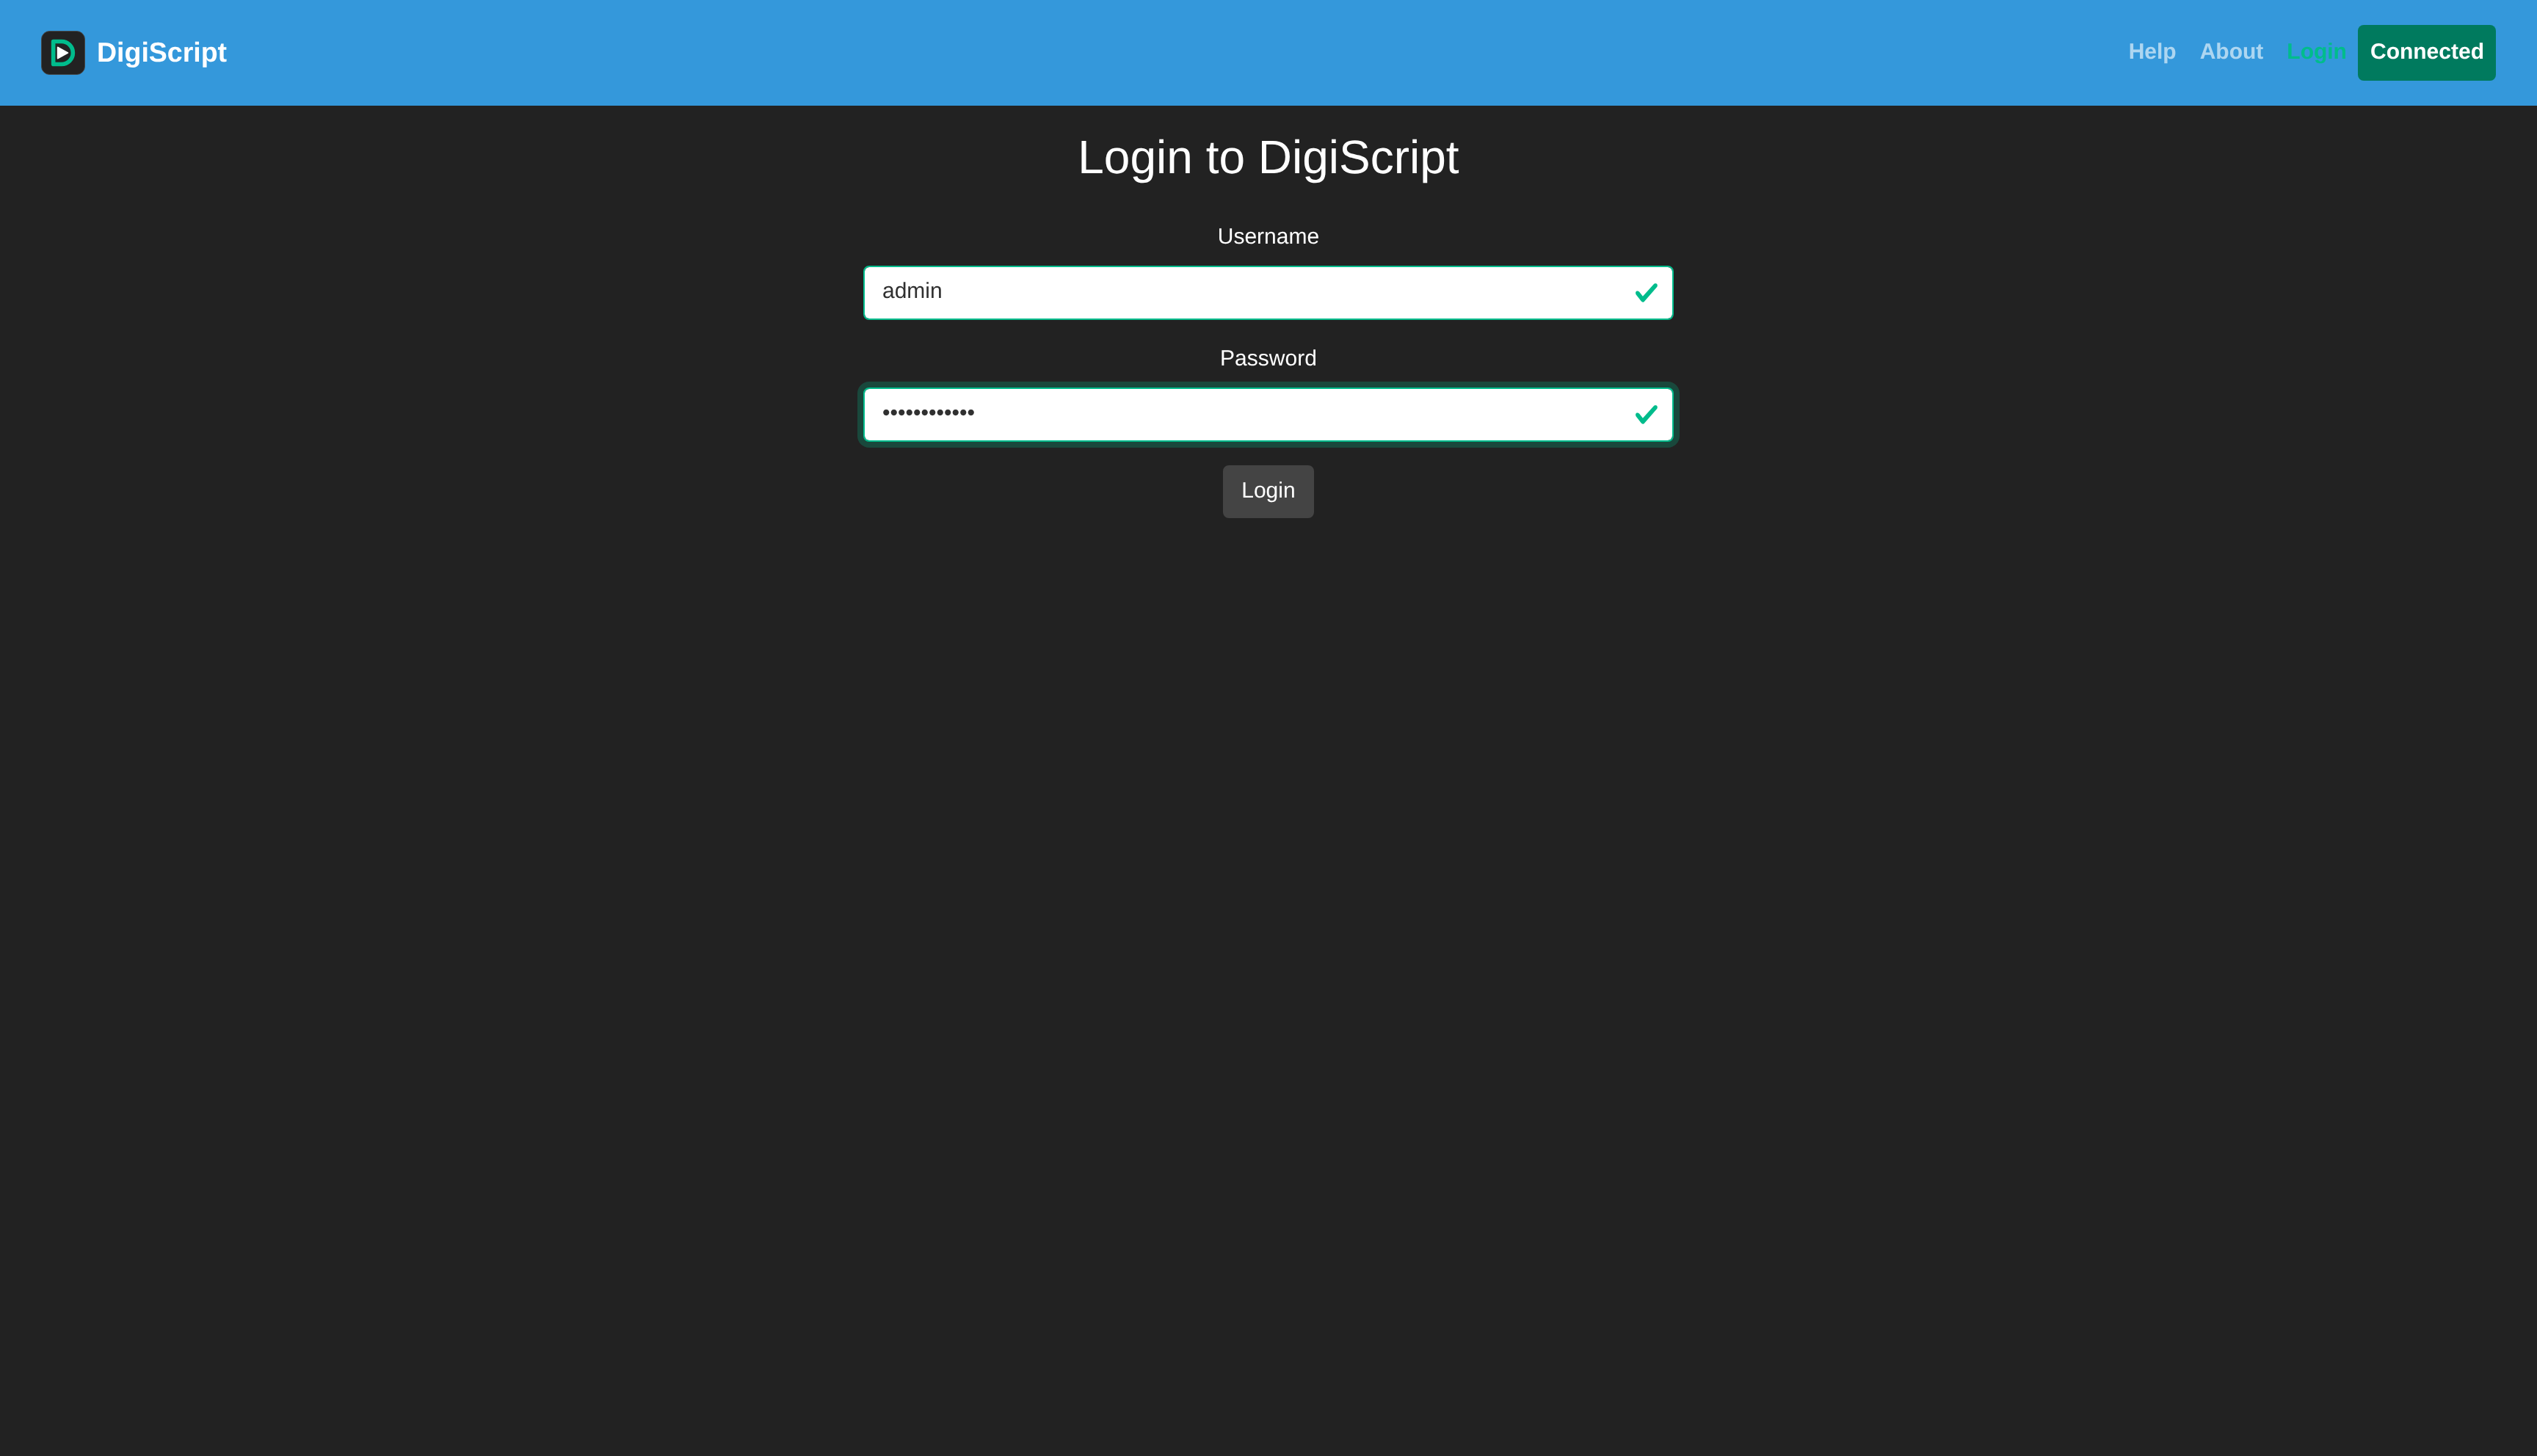 DigiScript
Help About Login Connected
Login to DigiScript
Username
admin
Password
••••••••••••
Login